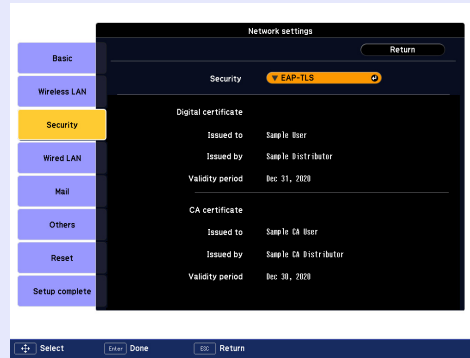 Network settings
Return
Basic
Wireless LAN
Security
Wired LAN
Mail
Others
Reset
Setup complete
Security EAP-TLS
Digital certificate
Issued to Sample User
Issued by Sample Distributor
Validity period Dec 31, 2020
CA certificate
Issued to Sample CA User
Issued by Sample CA Distributor
Validity period Dec 30, 2020
Select Enter Done ESC Return